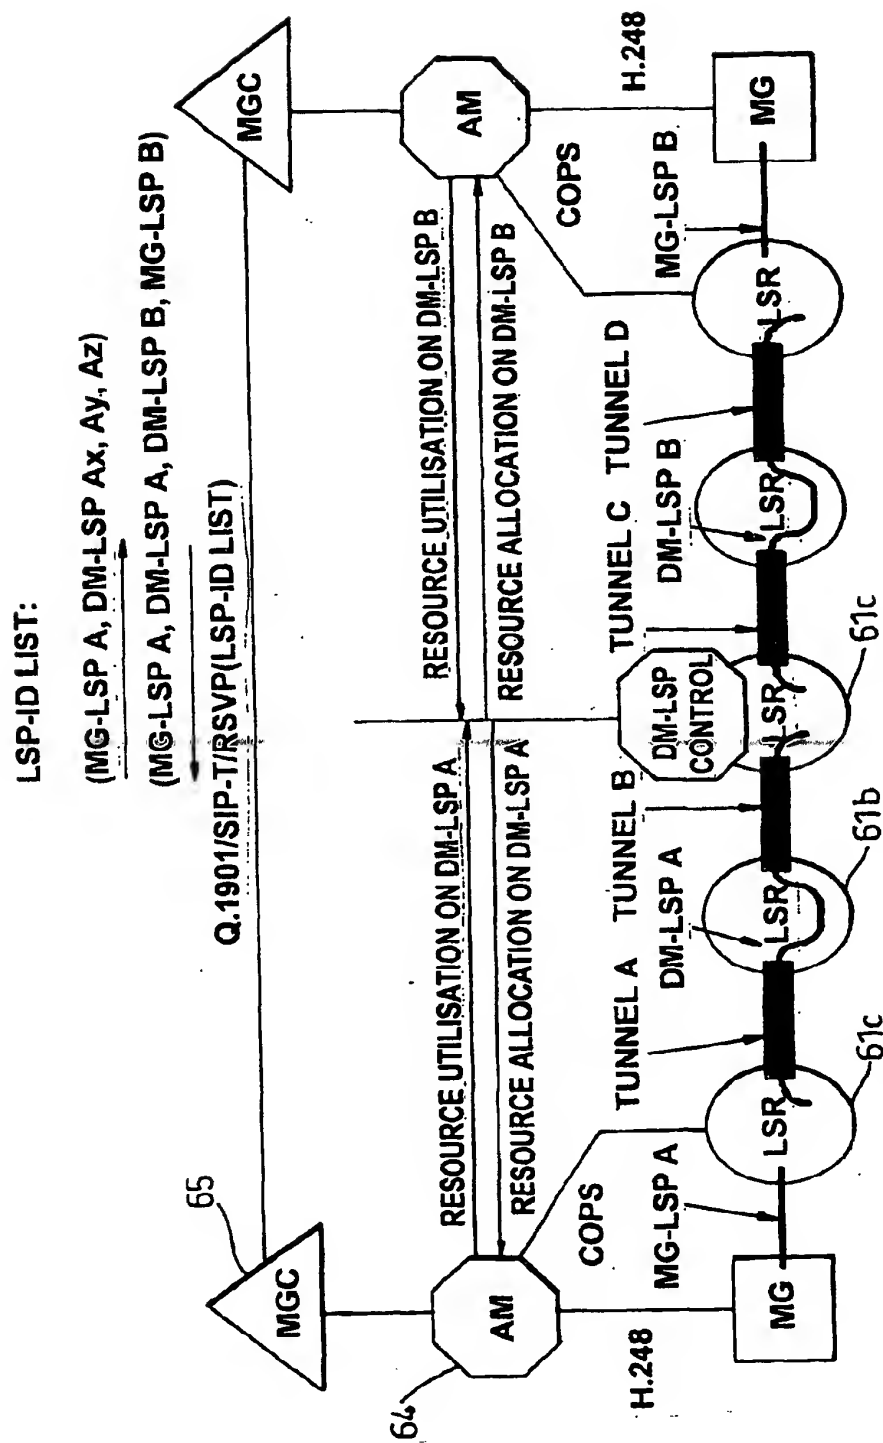 LSP-ID LIST:
(MG-LSP A, DM-LSP Ax, Ay, Az)
(MG-LSP A, DM-LSP A, DM-LSP B, MG-LSP B)
Q.1901/SIP-T/RSVP(LSP-ID LIST)
65
MGC
MGC
RESOURCE UTILISATION ON DM-LSP A
RESOURCE UTILISATION ON DM-LSP B
RESOURCE ALLOCATION ON DM-LSP A
RESOURCE ALLOCATION ON DM-LSP B
64
AM
AM
COPS
COPS
H.248
H.248
MG-LSP A
TUNNEL A
TUNNEL B
DM-LSP A
DM-LSP
CONTROL
TUNNEL C
TUNNEL D
DM-LSP B
MG-LSP B
MG
LSR
LSR
LSR
LSR
LSR
MG
61c
61b
61c